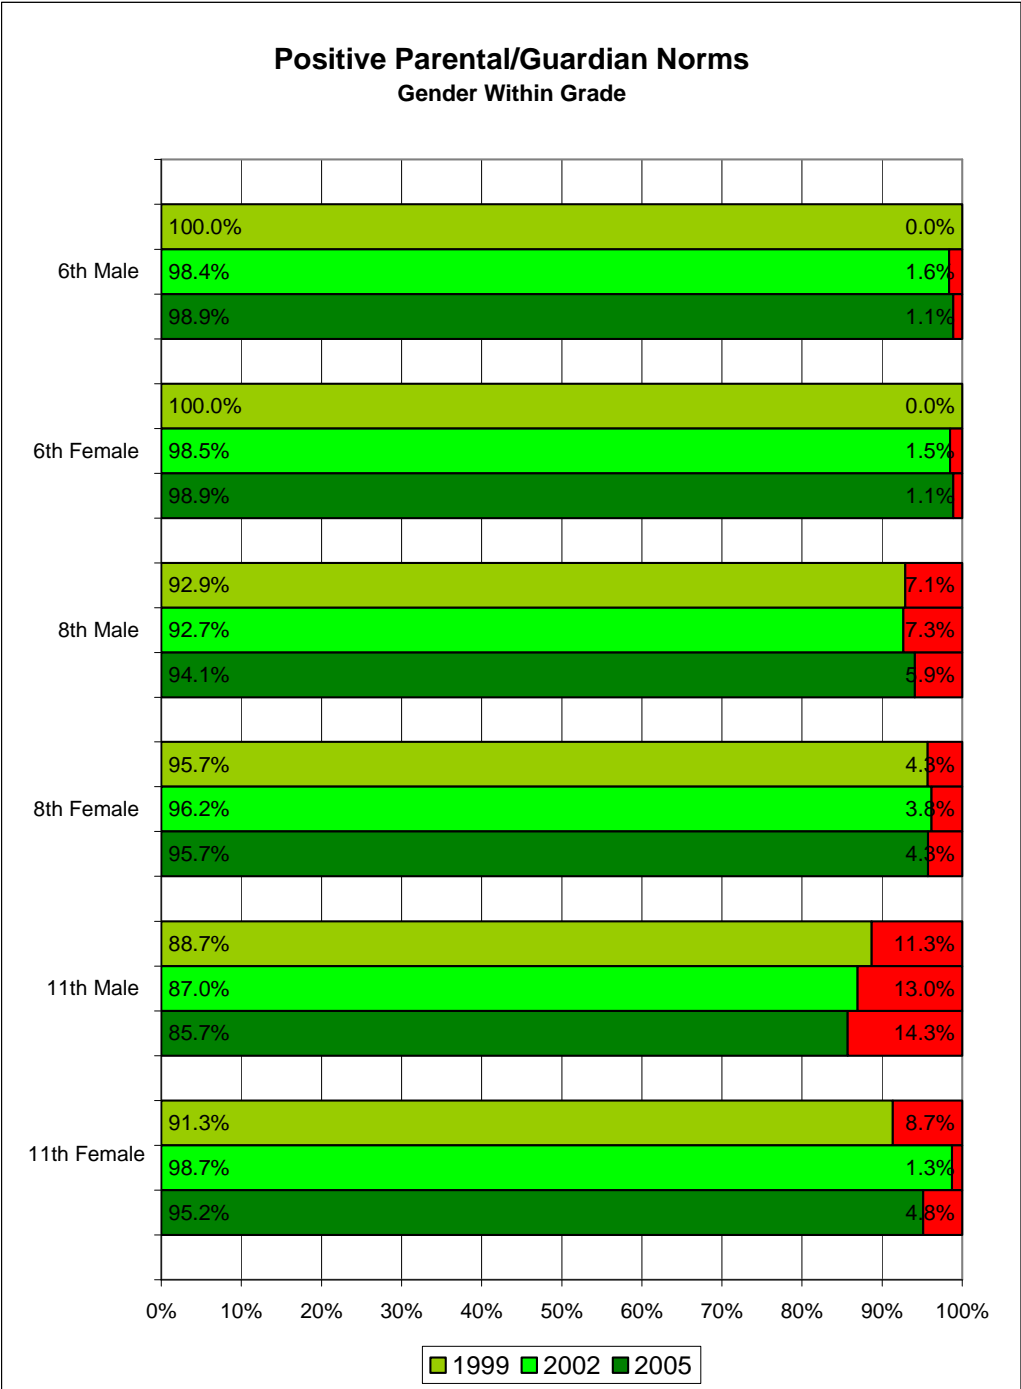 Positive Parental/Guardian Norms
Gender Within Grade
100.0% 0.0%
6th Male 98.4% 1.6%
98.9% 1.1%
100.0% 0.0%
6th Female 98.5% 1.5%
98.9% 1.1%
92.9% 7.1%
8th Male 92.7% 7.3%
94.1% 5.9%
95.7% 4.3%
8th Female 96.2% 3.8%
95.7% 4.3%
88.7% 11.3%
11th Male 87.0% 13.0%
85.7% 14.3%
91.3% 8.7%
11th Female 98.7% 1.3%
95.2% 4.8%
0% 10% 20% 30% 40% 50% 60% 70% 80% 90% 100%
1999 2002 2005